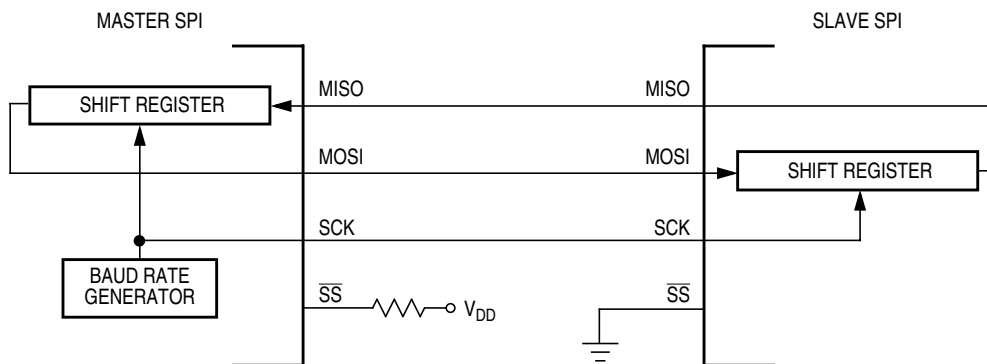 MASTER SPI
SLAVE SPI
SHIFT REGISTER
MISO
MISO
MOSI
MOSI
SHIFT REGISTER
SCK
SCK
BAUD RATE
GENERATOR
SS
VDD
SS